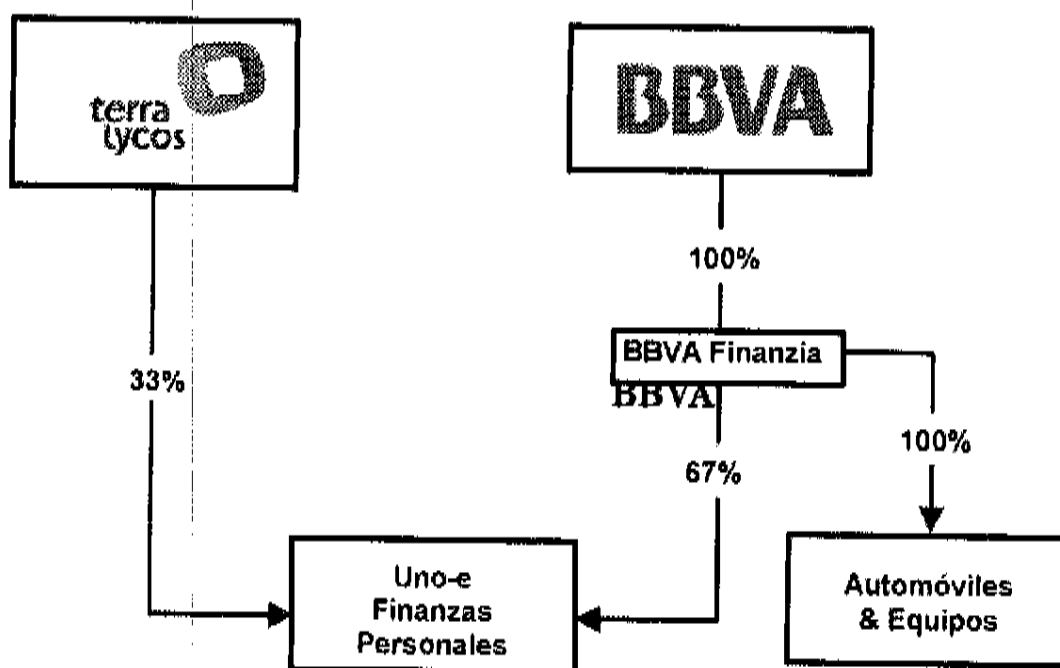 terra
lycos
BBVA
100%
BBVA Finanzia
BBVA
33%
100%
67%
Uno-e
Finanzas
Personales
Automóviles
& Equipos